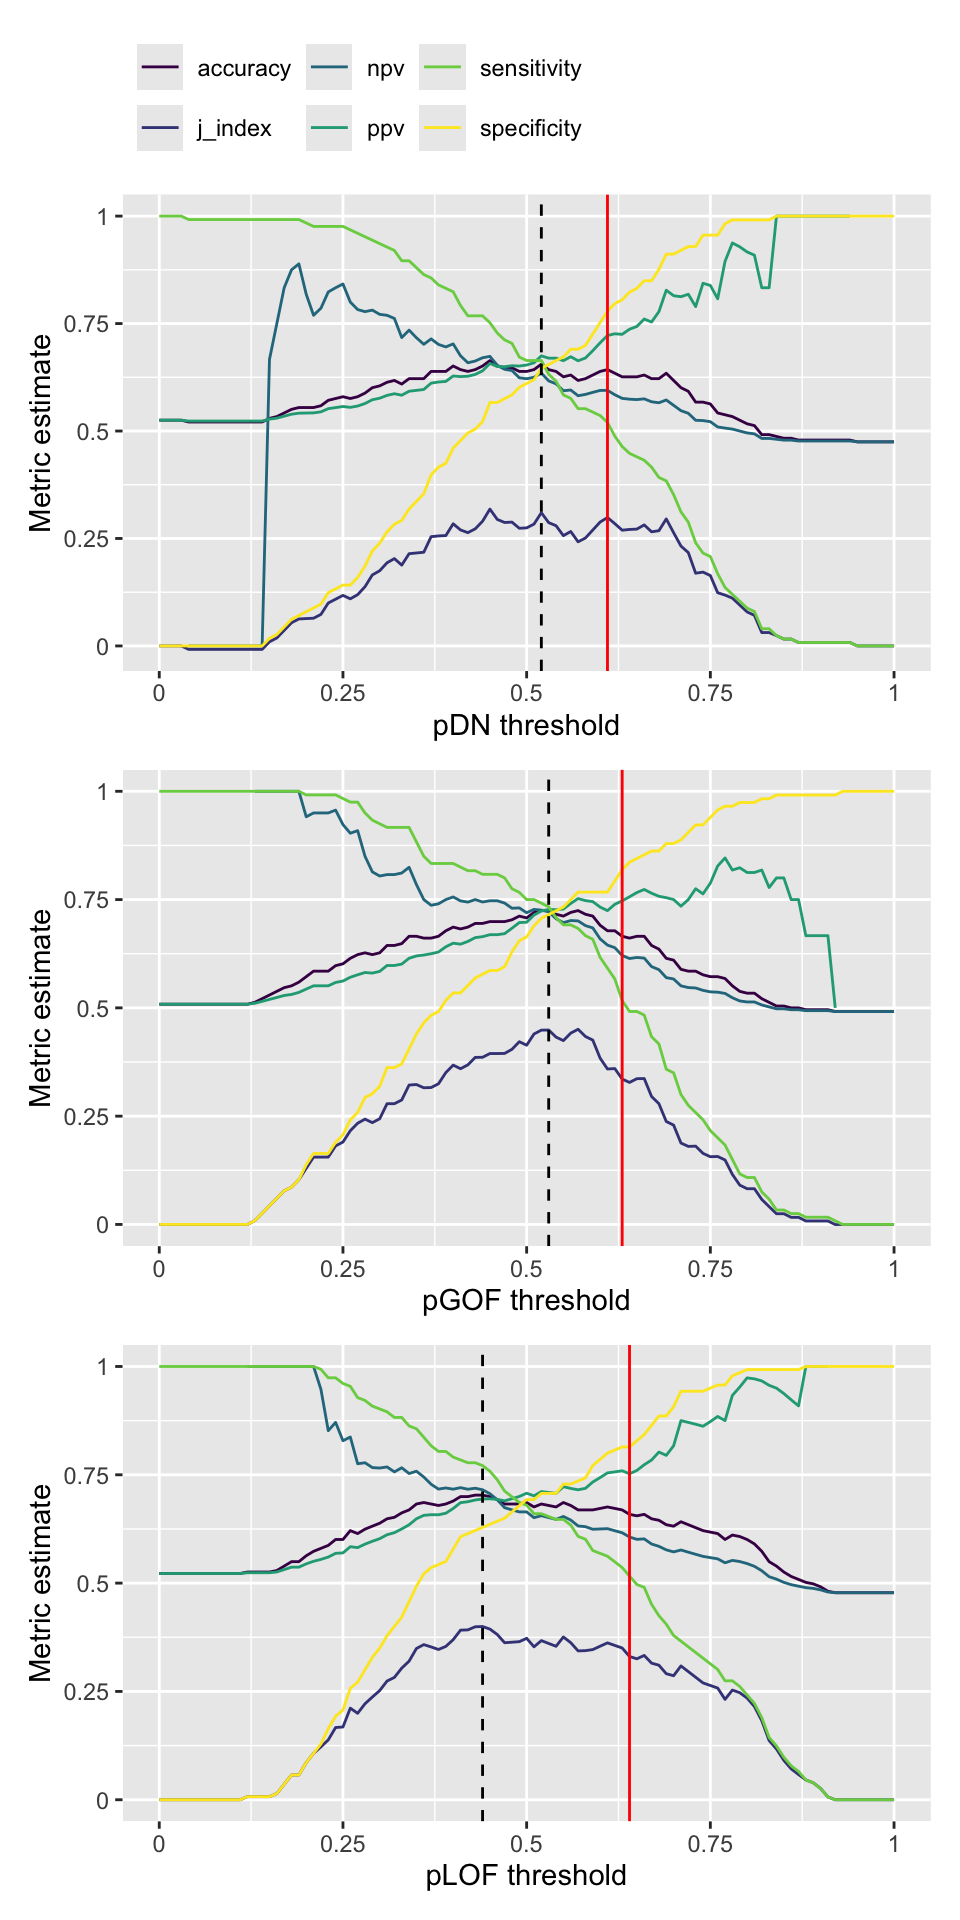 accuracy npv sensitivity
j_index ppv specificity
1
0.75
0.5
0.25
0
Metric estimate
0 0.25 0.5 0.75 1
pDN threshold
1
0.75
0.5
0.25
0
Metric estimate
0 0.25 0.5 0.75 1
pGOF threshold
1
0.75
0.5
0.25
0
Metric estimate
0 0.25 0.5 0.75 1
pLOF threshold